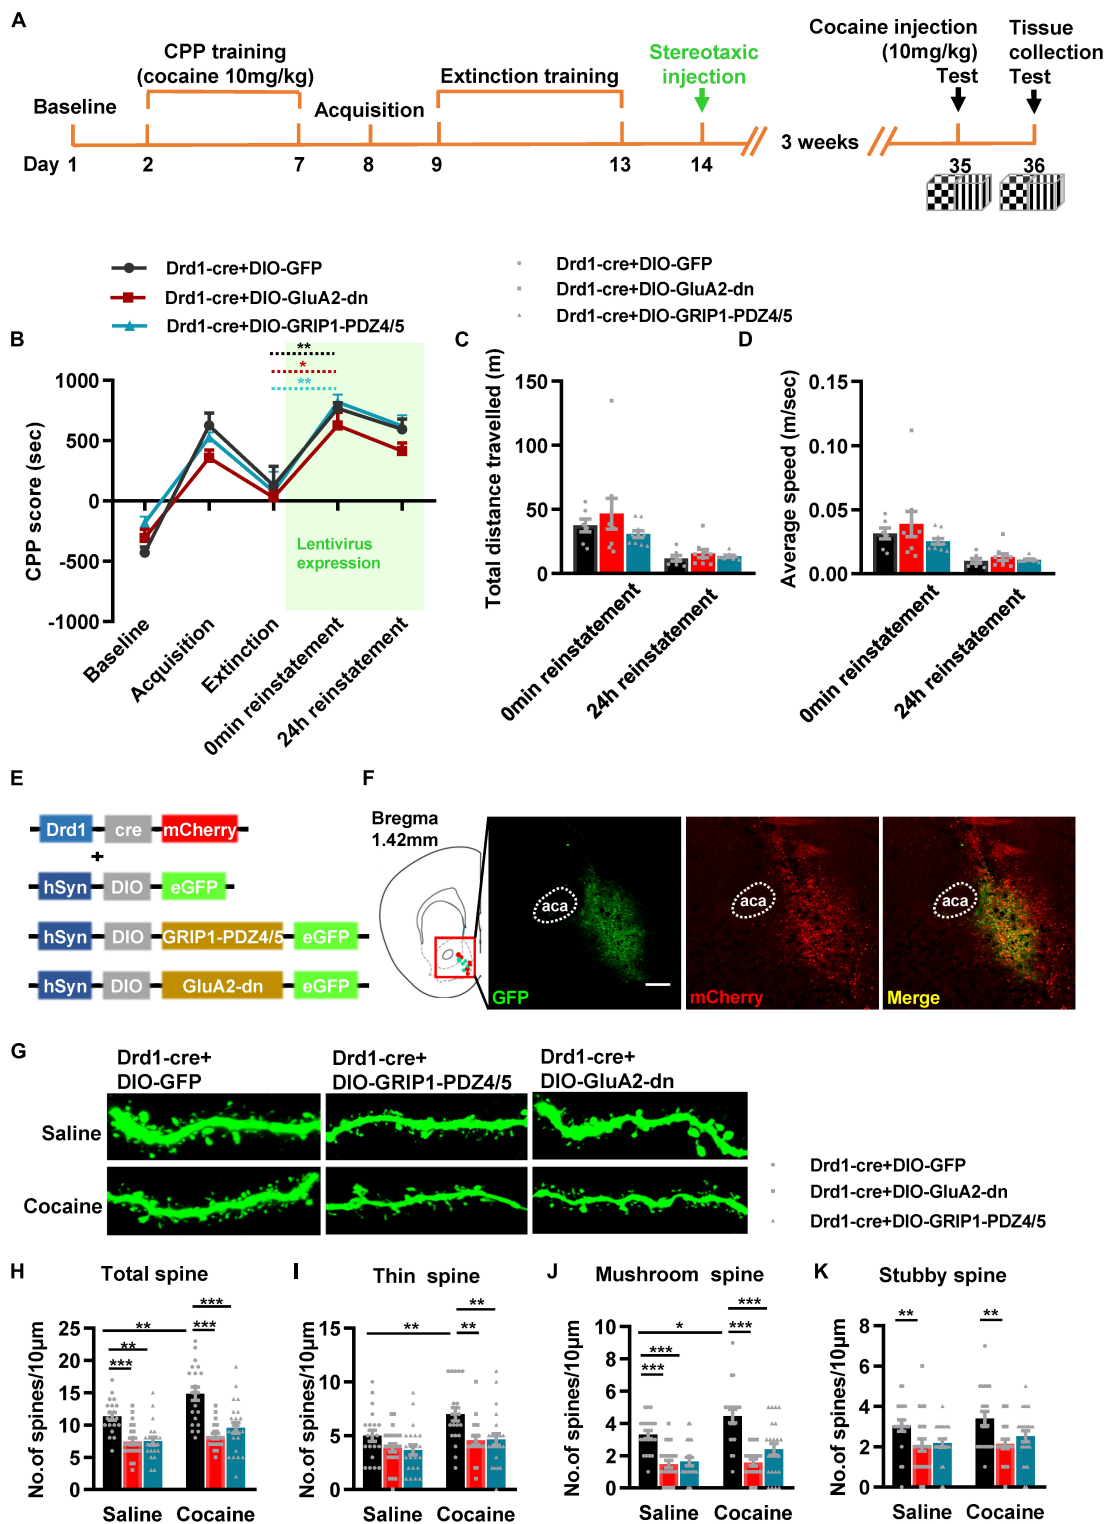 A
CPP training
(cocaine 10mg/kg)
Extinction training
Stereotaxic
injection
Cocaine injection
(10mg/kg)
Test
Tissue
collection
Test
Baseline
Acquisition
3 weeks
Day 1 2 7 8 9 13 14 35 36
Drd1-cre+DIO-GFP
Drd1-cre+DIO-GluA2-dn
Drd1-cre+DIO-GRIP1-PDZ4/5
Drd1-cre+DIO-GFP
Drd1-cre+DIO-GluA2-dn
Drd1-cre+DIO-GRIP1-PDZ4/5
B
CPP score (sec)
1000
500
0
-500
-1000
**
*
**
Lentivirus
expression
Baseline
Acquisition
Extinction
0min reinstatement
24h reinstatement
C
Total distance travelled (m)
150
100
50
0
0min reinstatement
24h reinstatement
D
Average speed (m/sec)
0.15
0.10
0.05
0.00
0min reinstatement
24h reinstatement
E
Drd1 cre mCherry
+
hSyn DIO eGFP
hSyn DIO GRIP1-PDZ4/5 eGFP
hSyn DIO GluA2-dn eGFP
F
Bregma
1.42mm
aca
GFP
aca
mCherry
aca
Merge
G
Drd1-cre+
DIO-GFP
Drd1-cre+
DIO-GRIP1-PDZ4/5
Drd1-cre+
DIO-GluA2-dn
Saline
Cocaine
Drd1-cre+DIO-GFP
Drd1-cre+DIO-GluA2-dn
Drd1-cre+DIO-GRIP1-PDZ4/5
H
Total spine
No.of spines/10μm
25
20
15
10
5
0
**
**
***
***
***
Saline Cocaine
I
Thin spine
No.of spines/10μm
15
10
5
0
**
**
**
Saline Cocaine
J
Mushroom spine
No.of spines/10μm
10
8
6
4
2
0
*
***
***
***
***
Saline Cocaine
K
Stubby spine
No.of spines/10μm
8
6
4
2
0
**
**
Saline Cocaine